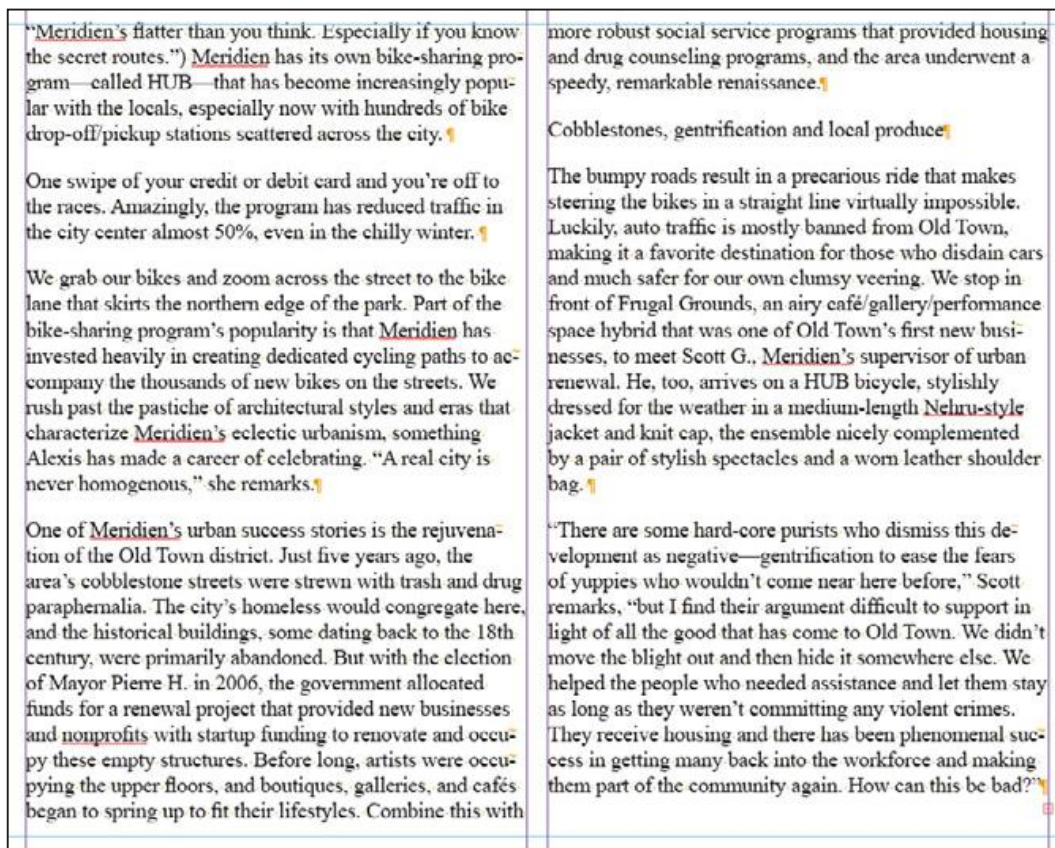 “Meridien’s flatter than you think. Especially if you know
the secret routes.”) Meridien has its own bike-sharing pro-
gram—called HUB—that has become increasingly popu-
lar with the locals, especially now with hundreds of bike
drop-off/pickup stations scattered across the city.¶
One swipe of your credit or debit card and you’re off to
the races. Amazingly, the program has reduced traffic in
the city center almost 50%, even in the chilly winter.¶
We grab our bikes and zoom across the street to the bike
lane that skirts the northern edge of the park. Part of the
bike-sharing program’s popularity is that Meridien has
invested heavily in creating dedicated cycling paths to ac-
company the thousands of new bikes on the streets. We
rush past the pastiche of architectural styles and eras that
characterize Meridien’s eclectic urbanism, something
Alexis has made a career of celebrating. “A real city is
never homogenous,” she remarks.¶
One of Meridien’s urban success stories is the rejuvena-
tion of the Old Town district. Just five years ago, the
area’s cobblestone streets were strewn with trash and drug
paraphernalia. The city’s homeless would congregate here,
and the historical buildings, some dating back to the 18th
century, were primarily abandoned. But with the election
of Mayor Pierre H. in 2006, the government allocated
funds for a renewal project that provided new businesses
and nonprofits with startup funding to renovate and occu-
py these empty structures. Before long, artists were occu-
pying the upper floors, and boutiques, galleries, and cafés
began to spring up to fit their lifestyles. Combine this with
more robust social service programs that provided housing
and drug counseling programs, and the area underwent a
speedy, remarkable renaissance.¶
Cobblestones, gentrification and local produce¶
The bumpy roads result in a precarious ride that makes
steering the bikes in a straight line virtually impossible.
Luckily, auto traffic is mostly banned from Old Town,
making it a favorite destination for those who disdain cars
and much safer for our own clumsy veering. We stop in
front of Frugal Grounds, an airy café/gallery/performance
space hybrid that was one of Old Town’s first new busi-
nesses, to meet Scott G., Meridien’s supervisor of urban
renewal. He, too, arrives on a HUB bicycle, stylishly
dressed for the weather in a medium-length Nehru-style
jacket and knit cap, the ensemble nicely complemented
by a pair of stylish spectacles and a worn leather shoulder
bag.¶
“There are some hard-core purists who dismiss this de-
velopment as negative—gentrification to ease the fears
of yuppies who wouldn’t come near here before,” Scott
remarks, “but I find their argument difficult to support in
light of all the good that has come to Old Town. We didn’t
move the blight out and then hide it somewhere else. We
helped the people who needed assistance and let them stay
as long as they weren’t committing any violent crimes.
They receive housing and there has been phenomenal suc-
cess in getting many back into the workforce and making
them part of the community again. How can this be bad?”¶